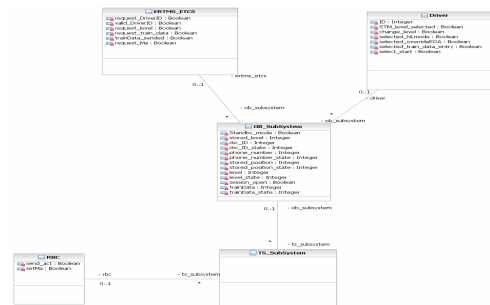 ERTMS_ETCS
request_DriverID : Boolean
valid_DriverID : Boolean
request_level : Boolean
request_train_data : Boolean
trainData_sended : Boolean
request_Ma : Boolean
Driver
ID : Integer
STM_level_selected : Boolean
change_level : Boolean
selected_NLmode : Boolean
selected_overrideEOA : Boolean
selected_train_data_entry : Boolean
select_start : Boolean
- ertms_etcs
0..1
0..1
- driver
- ob_subsystem
*
*
- ob_subsystem
OB_SubSystem
Standby_mode : Boolean
stored_level : Integer
rbc_ID : Integer
rbc_ID_state : Integer
phone_number : Integer
phone_number_state : Integer
stored_position : Integer
stored_position_state : Integer
level : Integer
level_state : Integer
session_open : Boolean
trainData : Integer
trainData_state : Integer
0..1
- ob_subsystem
*
- ts_subsystem
RBC
send_act : Boolean
setMa : Boolean
- rbc
0..1
- ts_subsystem
*
TS_SubSystem